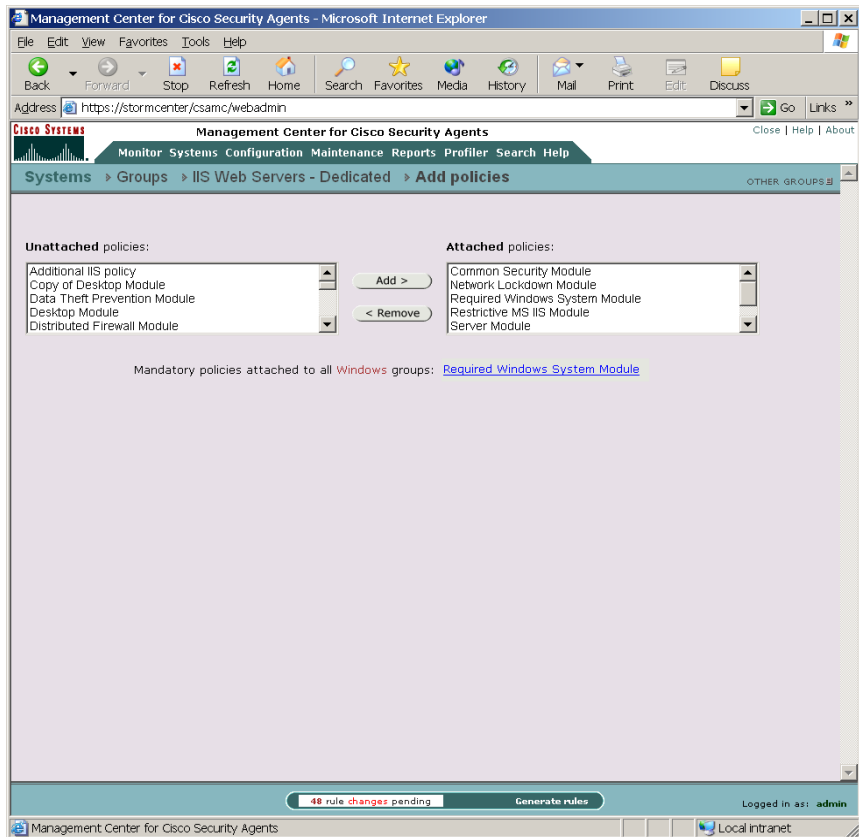 Management Center for Cisco Security Agents - Microsoft Internet Explorer
File Edit View Favorites Tools Help
Back Forward Stop Refresh Home Search Favorites Media History Mail Print Edit Discuss
Address https://stormcenter/csamc/webadmin Go Links »
CISCO SYSTEMS Management Center for Cisco Security Agents Close | Help | About
Monitor Systems Configuration Maintenance Reports Profiler Search Help
Systems Groups IIS Web Servers - Dedicated Add policies OTHER GROUPS
Unattached policies: Attached policies:
Additional IIS policy
Copy of Desktop Module
Data Theft Prevention Module
Desktop Module
Distributed Firewall Module
Add >
< Remove
Common Security Module
Network Lockdown Module
Required Windows System Module
Restrictive MS IIS Module
Server Module
Mandatory policies attached to all Windows groups: Required Windows System Module
48 rule changes pending Generate rules Logged in as: admin
Management Center for Cisco Security Agents Local intranet